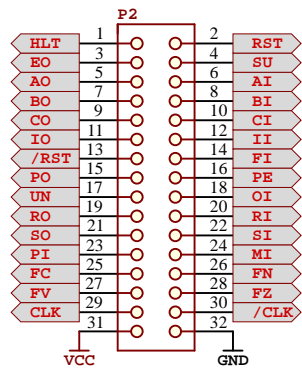 P2
HLT 1 2 RST
EO 3 4 SU
AO 5 6 AI
BO 7 8 BI
CO 9 10 CI
IO 11 12 II
/RST 13 14 FI
PO 15 16 PE
UN 17 18 OI
RO 19 20 RI
SO 21 22 SI
PI 23 24 MI
FC 25 26 FN
FV 27 28 FZ
CLK 29 30 /CLK
31 32
VCC GND